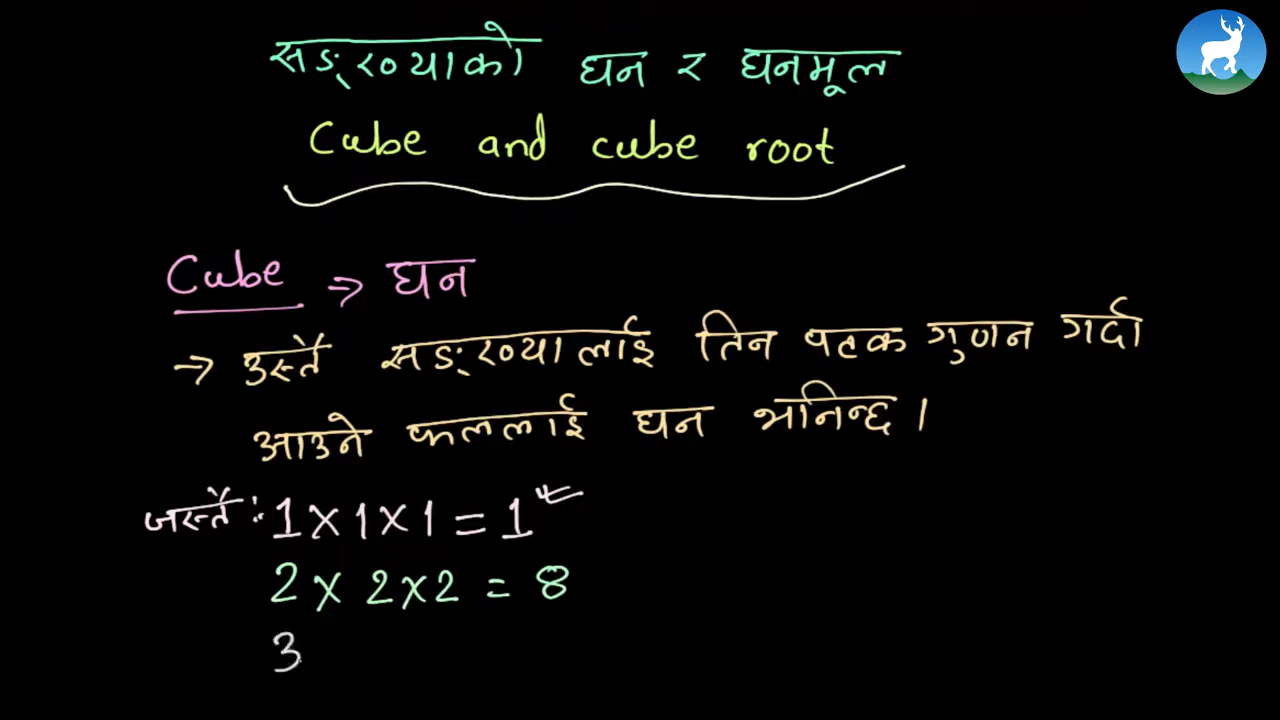 सङ्ख्याको घन र घनमूल
Cube and cube root
Cube ⇒ घन
→ उस्तै सङ्ख्यालाई तिन पटक गुणन गर्दा
आउने फललाई घन भनिन्छ।
जस्तै: 1 × 1 × 1 = 1
2 × 2 × 2 = 8
3